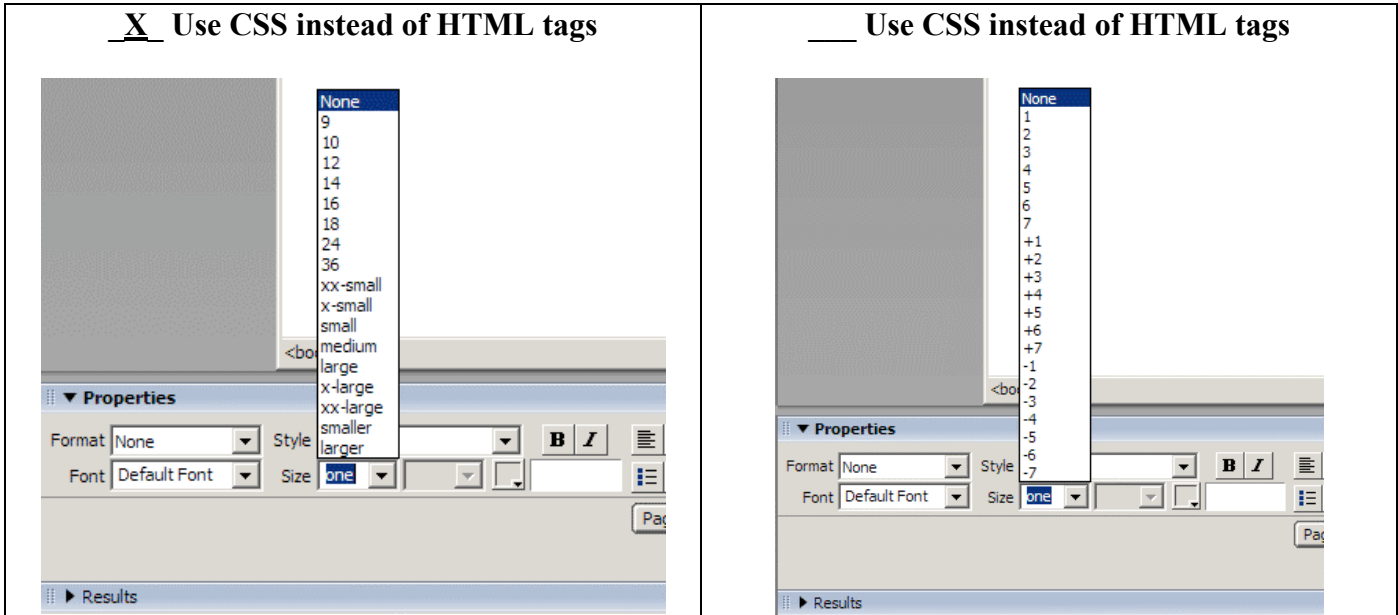 _X_ Use CSS instead of HTML tags
None
9
10
12
14
16
18
24
36
xx-small
x-small
small
medium
large
x-large
xx-large
smaller
larger
<bo
Properties
Format None Style B I
Font Default Font Size one
Pag
Results
___ Use CSS instead of HTML tags
None
1
2
3
4
5
6
7
+1
+2
+3
+4
+5
+6
+7
-1
-2
-3
-4
-5
-6
-7
<bo
Properties
Format None Style B I
Font Default Font Size one
Pag
Results